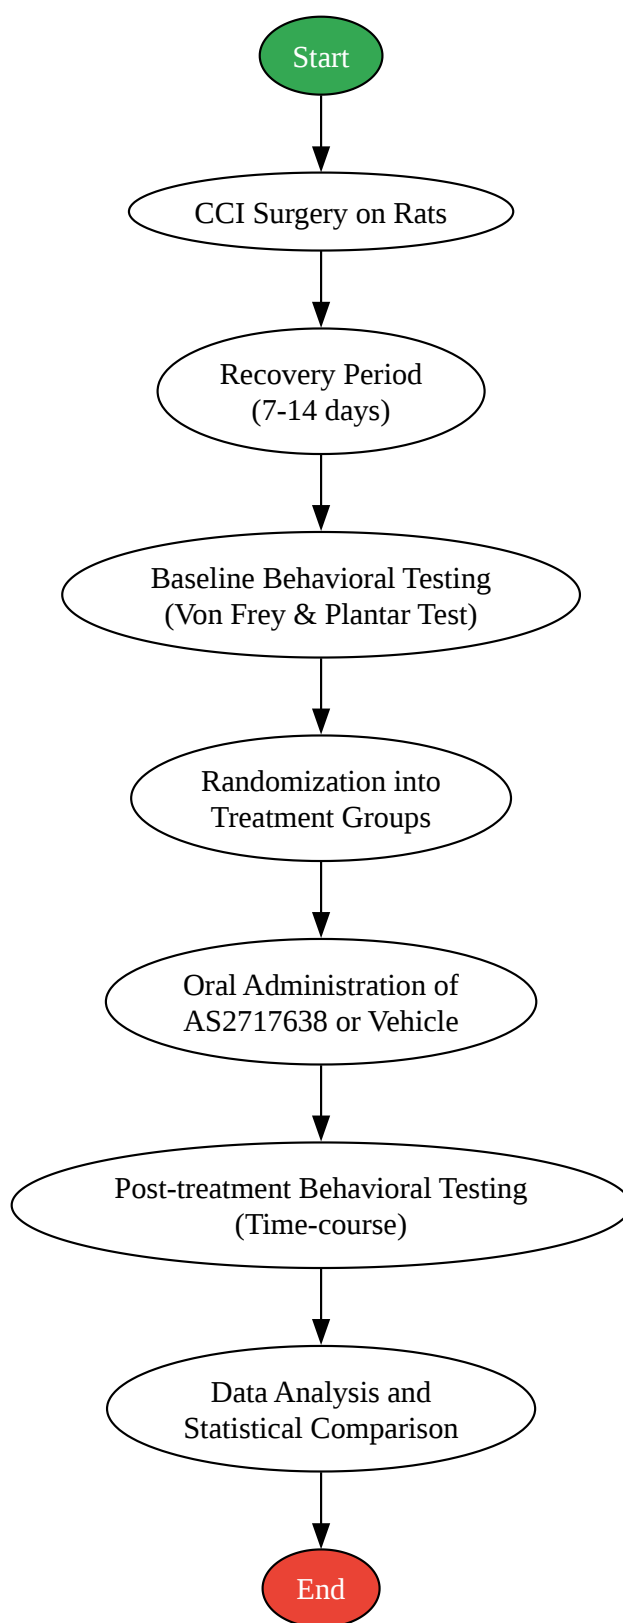 Start
CCI Surgery on Rats
Recovery Period
(7-14 days)
Baseline Behavioral Testing
(Von Frey & Plantar Test)
Randomization into
Treatment Groups
Oral Administration of
AS2717638 or Vehicle
Post-treatment Behavioral Testing
(Time-course)
Data Analysis and
Statistical Comparison
End